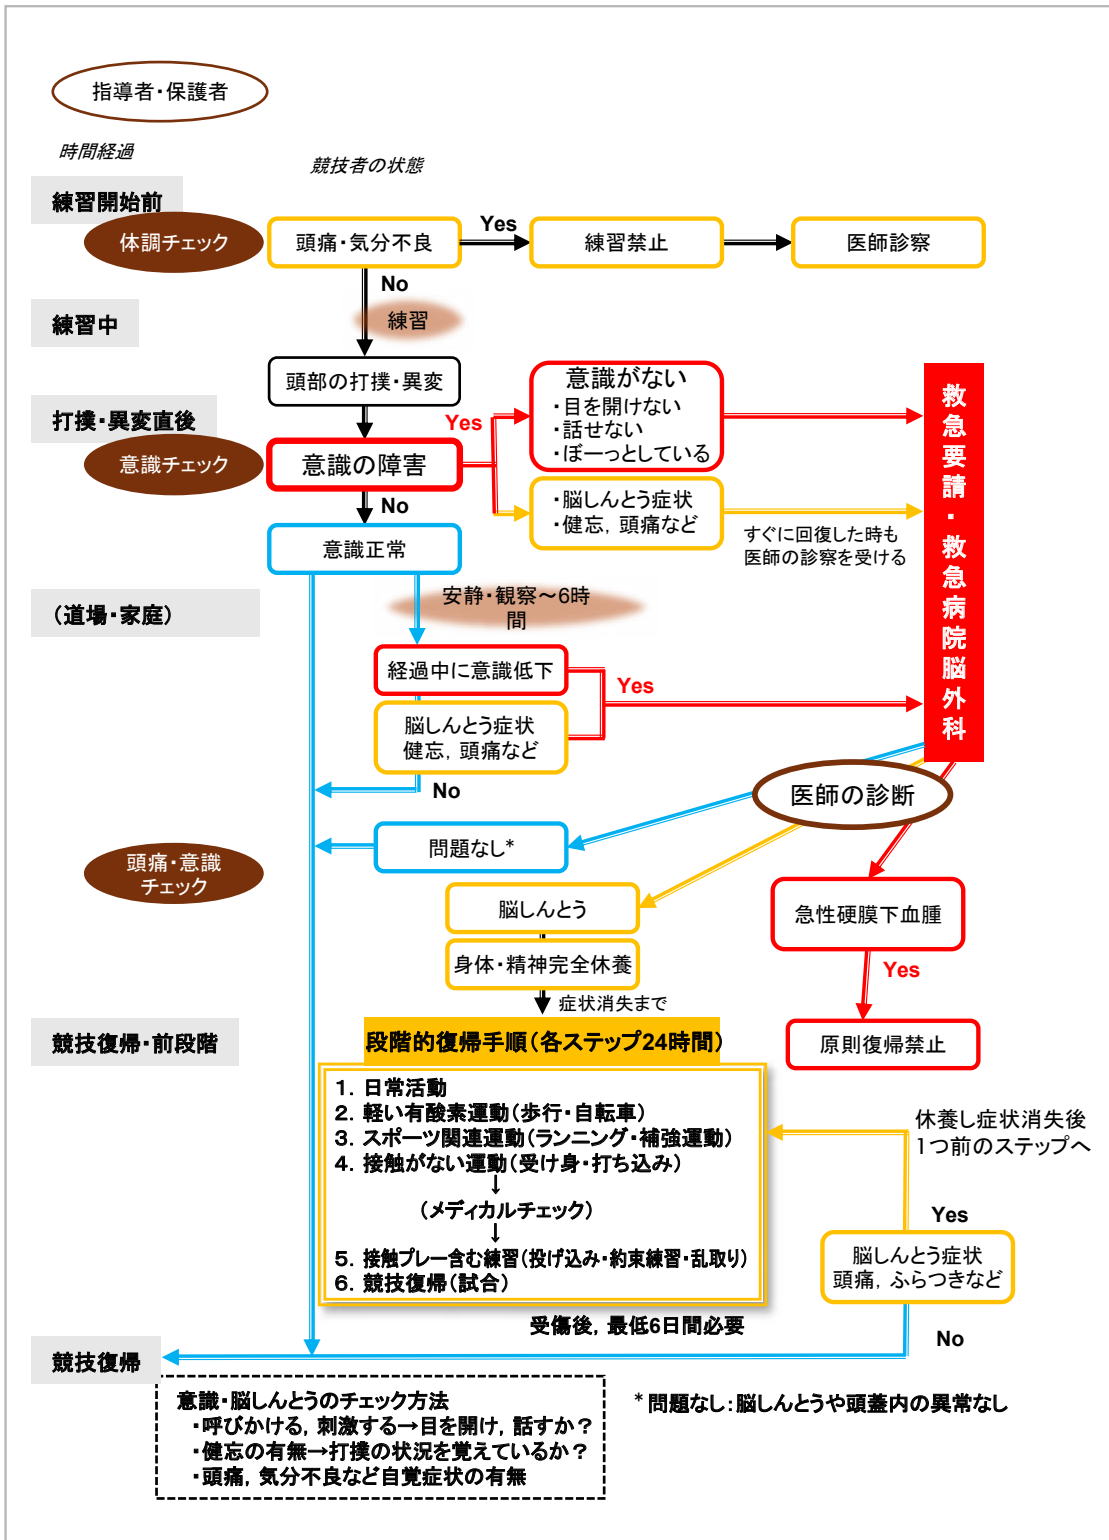 指導者・保護者
時間経過
競技者の状態
練習開始前
体調チェック
頭痛・気分不良
Yes
練習禁止
医師診察
No
練習
練習中
頭部の打撲・異変
打撲・異変直後
意識チェック
意識の障害
Yes
意識がない
・目を開けない
・話せない
・ぼーっとしている
・脳しんとう症状
・健忘，頭痛など
すぐに回復した時も
医師の診察を受ける
救急要請・救急病院脳外科
No
意識正常
（道場・家庭）
安静・観察～6時
間
経過中に意識低下
Yes
脳しんとう症状
健忘，頭痛など
No
医師の診断
問題なし*
頭痛・意識
チェック
脳しんとう
身体・精神完全休養
症状消失まで
急性硬膜下血腫
Yes
原則復帰禁止
競技復帰・前段階
段階的復帰手順（各ステップ24時間）
1．日常活動
2．軽い有酸素運動（歩行・自転車）
3．スポーツ関連運動（ランニング・補強運動）
4．接触がない運動（受け身・打ち込み）
↓
（メディカルチェック）
↓
5．接触プレー含む練習（投げ込み・約束練習・乱取り）
6．競技復帰（試合）
休養し症状消失後
1つ前のステップへ
Yes
脳しんとう症状
頭痛，ふらつきなど
No
受傷後，最低6日間必要
競技復帰
意識・脳しんとうのチェック方法
・呼びかける，刺激する→目を開け，話すか？
・健忘の有無→打撲の状況を覚えているか？
・頭痛，気分不良など自覚症状の有無
*問題なし：脳しんとうや頭蓋内の異常なし